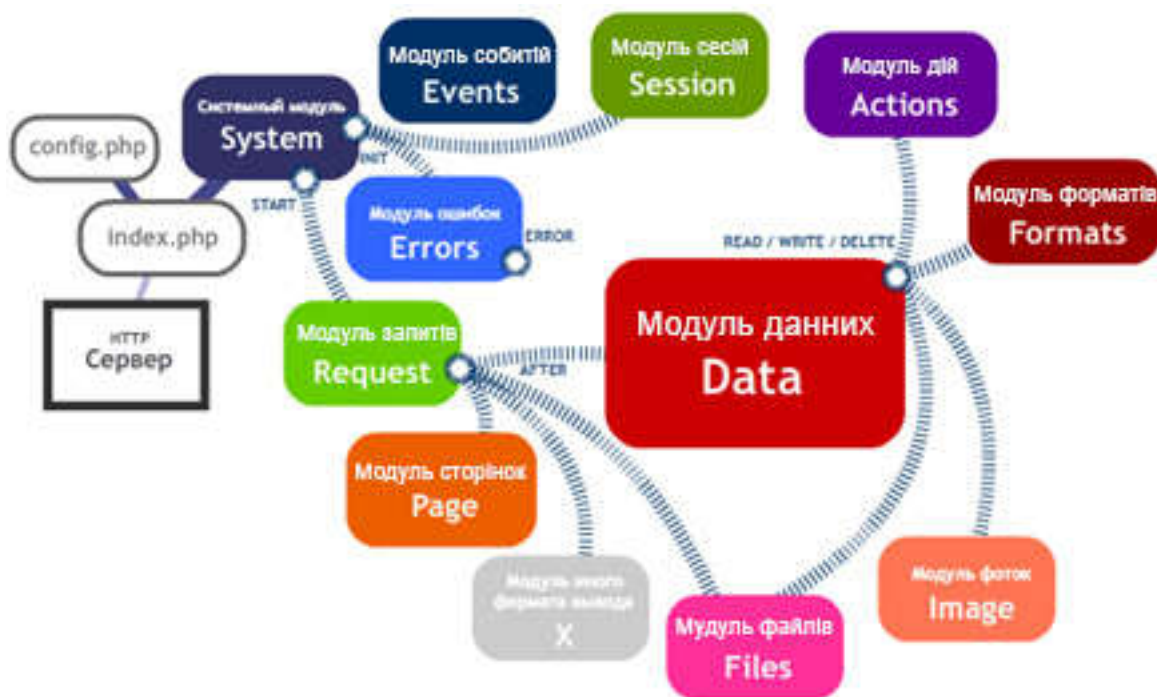 Модуль собитій
Events
Модуль сесій
Session
Модуль дій
Actions
Системный модуль
System
config.php
INIT
START
index.php
Модуль ошибок
Errors
ERROR
Модуль форматів
Formats
READ / WRITE / DELETE
HTTP
Сервер
Модуль запитів
Request
AFTER
Модуль данних
Data
Модуль сторінок
Page
Модуль иного
формата вывода
X
Мудуль файлів
Files
Модуль фоток
Image